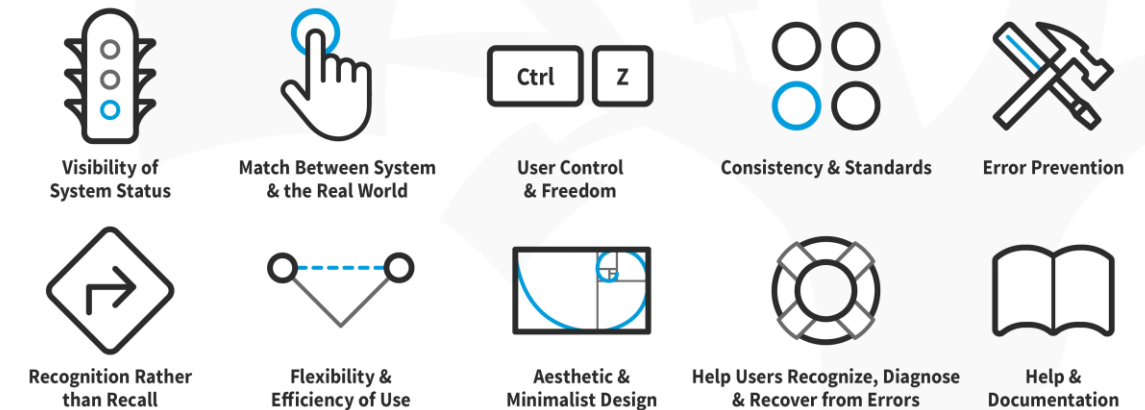 Ctrl
Z
Visibility of
System Status
Match Between System
& the Real World
User Control
& Freedom
Consistency & Standards
Error Prevention
Recognition Rather
than Recall
Flexibility &
Efficiency of Use
Aesthetic &
Minimalist Design
Help Users Recognize, Diagnose
& Recover from Errors
Help &
Documentation